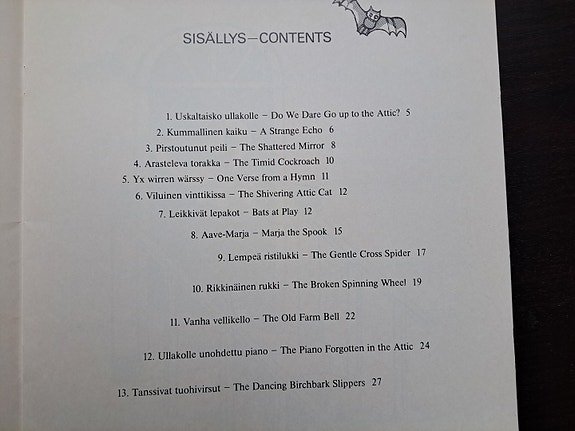 SISÄLLYS—CONTENTS
1. Uskaltaisko ullakolle – Do We Dare Go up to the Attic? 5
2. Kummallinen kaiku – A Strange Echo 6
3. Pirstoutunut peili – The Shattered Mirror 8
4. Arasteleva torakka – The Timid Cockroach 10
5. Yx wirren wärssy – One Verse from a Hymn 11
6. Viluinen vinttikissa – The Shivering Attic Cat 12
7. Leikkivät lepakot – Bats at Play 12
8. Aave-Marja – Marja the Spook 15
9. Lempeä ristilukki – The Gentle Cross Spider 17
10. Rikkinäinen rukki – The Broken Spinning Wheel 19
11. Vanha vellikello – The Old Farm Bell 22
12. Ullakolle unohdettu piano – The Piano Forgotten in the Attic 24
13. Tanssivat tuohivirsut – The Dancing Birchbark Slippers 27